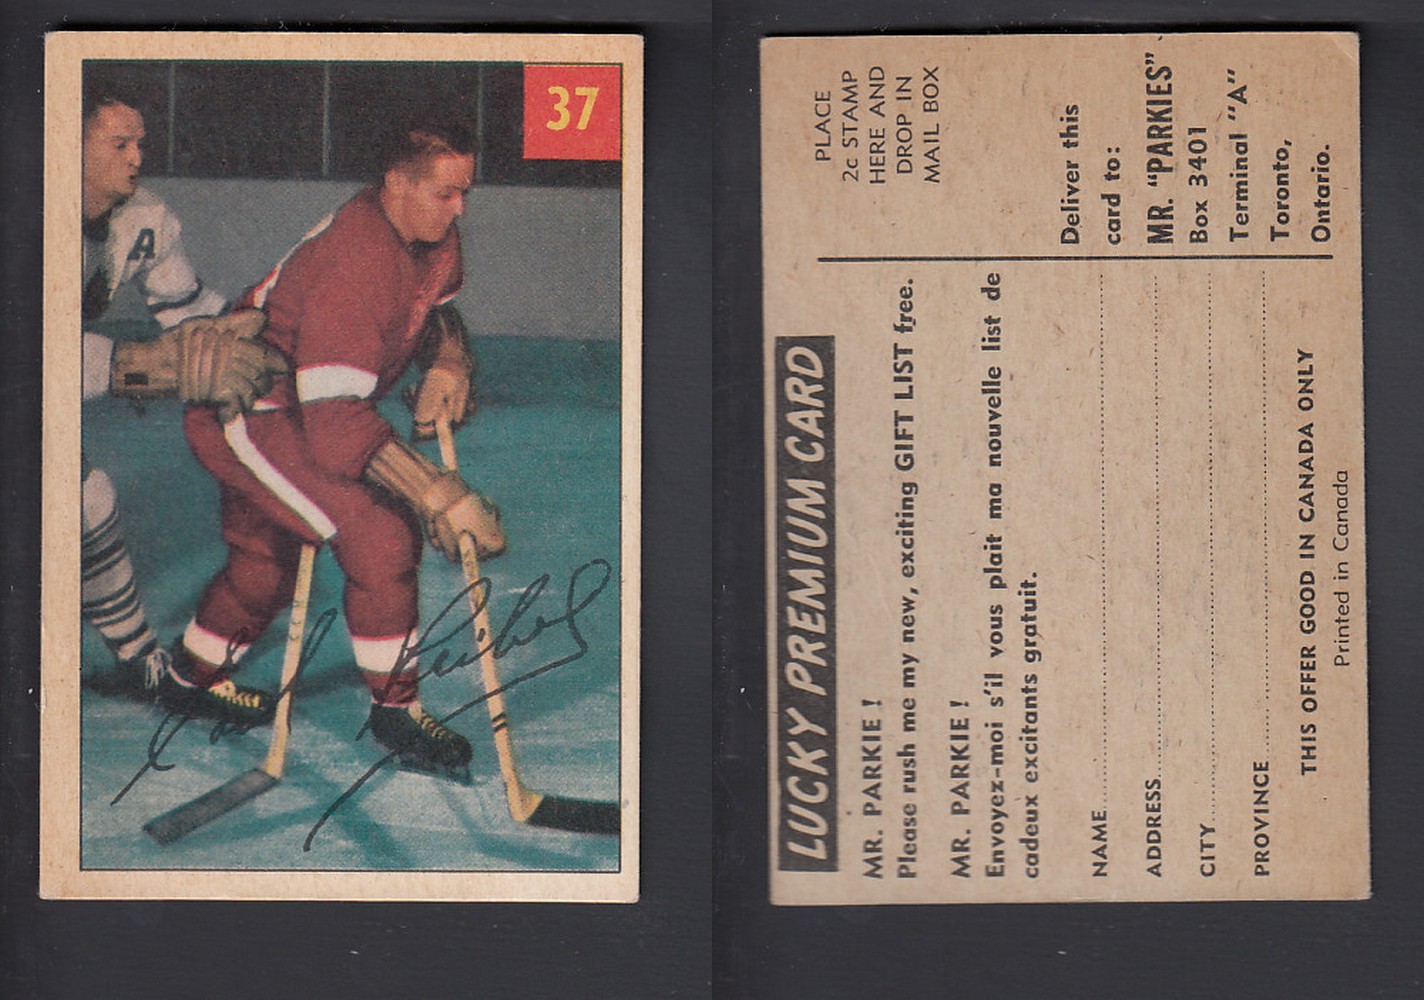 37
A
Earl Reibel
LUCKY PREMIUM CARD
MR. PARKIE !
Please rush me my new, exciting GIFT LIST free.
MR. PARKIE !
Envoyez-moi s'il vous plait ma nouvelle list de
cadeux excitants gratuit.
NAME
ADDRESS
CITY
PROVINCE
THIS OFFER GOOD IN CANADA ONLY
Printed in Canada
PLACE
2c STAMP
HERE AND
DROP IN
MAIL BOX
Deliver this
card to:
MR. "PARKIES"
Box 3401
Terminal "A"
Toronto,
Ontario.